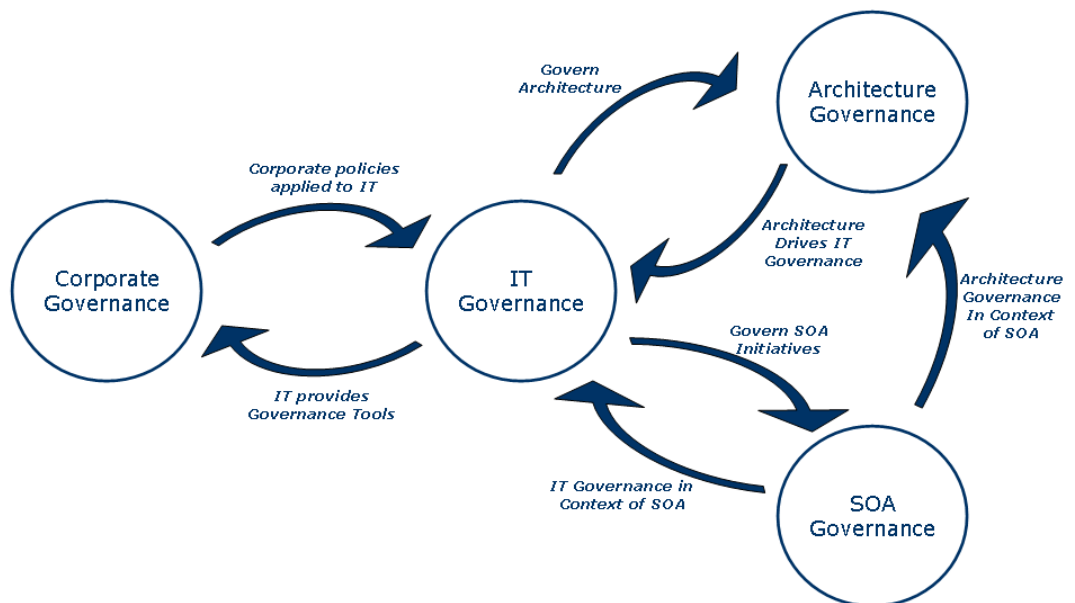 Govern
Architecture
Architecture
Governance
Corporate policies
applied to IT
Architecture
Drives IT
Governance
Corporate
Governance
IT
Governance
Architecture
Governance
In Context
of SOA
Govern SOA
Initiatives
IT provides
Governance Tools
IT Governance in
Context of SOA
SOA
Governance